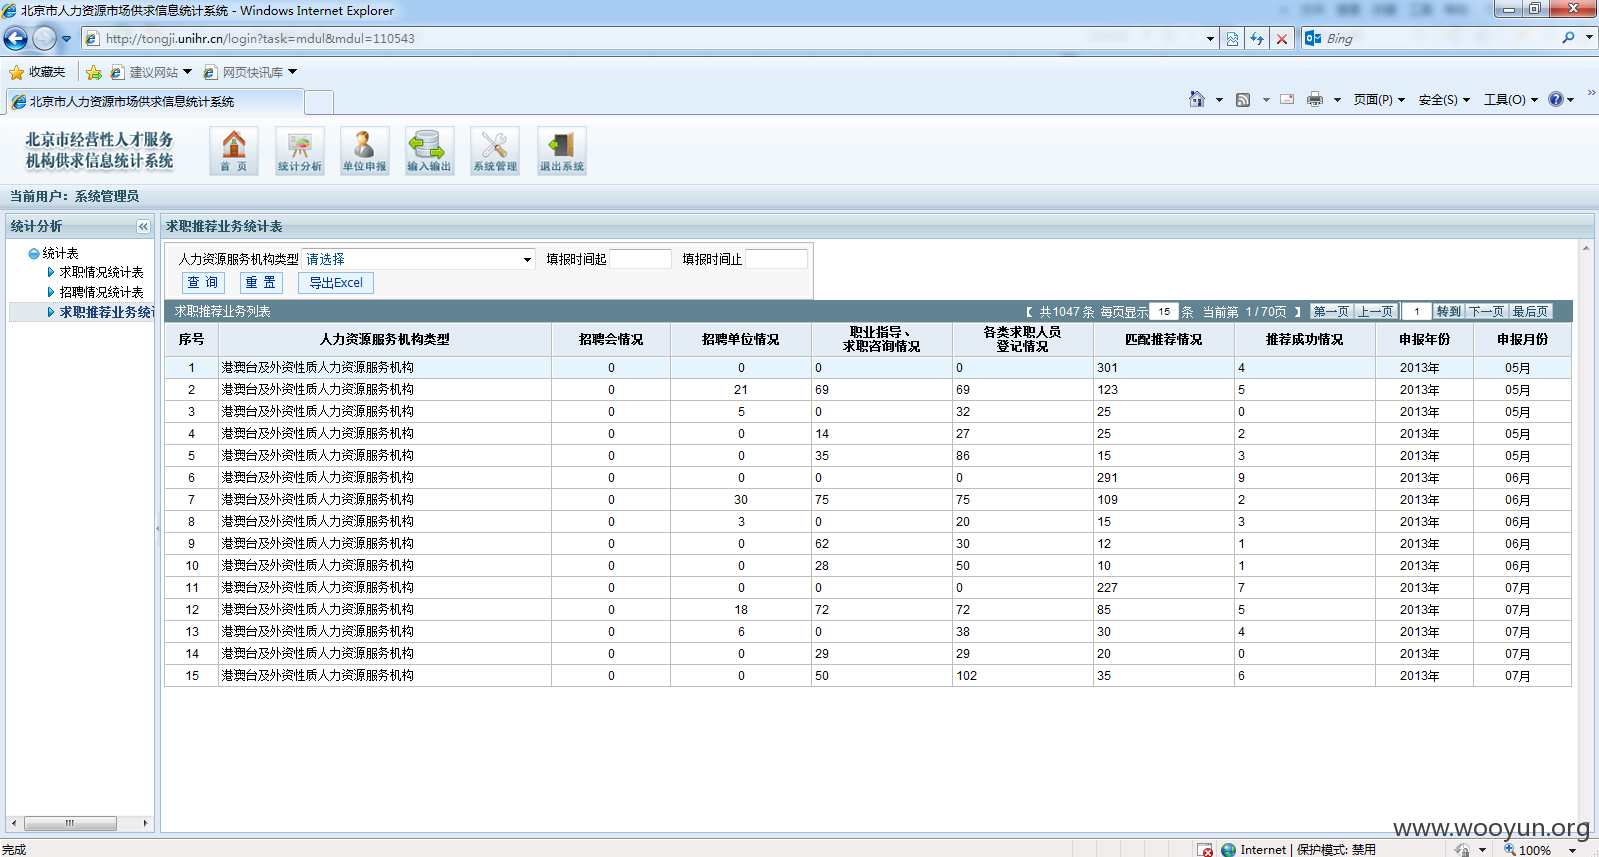 北京市人力资源市场供求信息统计系统 - Windows Internet Explorer
http://tongji.unihr.cn/login?task=mdul&mdul=110543
Bing
收藏夹 建议网站 网页快讯库
北京市人力资源市场供求信息统计系统 页面(P) 安全(S) 工具(O)
北京市经营性人才服务
机构供求信息统计系统
首 页 统计分析 单位申报 输入输出 系统管理 退出系统
当前用户：系统管理员
统计分析
统计表
求职情况统计表
招聘情况统计表
求职推荐业务统计
求职推荐业务统计表
人力资源服务机构类型 请选择 填报时间起 填报时间止
查 询 重 置 导出Excel
求职推荐业务列表 【 共1047 条 每页显示 15 条 当前第 1 / 70页 】 第一页 上一页 1 转到 下一页 最后页
序号 人力资源服务机构类型 招聘会情况 招聘单位情况 职业指导、求职咨询情况 各类求职人员登记情况 匹配推荐情况 推荐成功情况 申报年份 申报月份
1 港澳台及外资性质人力资源服务机构 0 0 0 0 301 4 2013年 05月
2 港澳台及外资性质人力资源服务机构 0 21 69 69 123 5 2013年 05月
3 港澳台及外资性质人力资源服务机构 0 5 0 32 25 0 2013年 05月
4 港澳台及外资性质人力资源服务机构 0 0 14 27 25 2 2013年 05月
5 港澳台及外资性质人力资源服务机构 0 0 35 86 15 3 2013年 05月
6 港澳台及外资性质人力资源服务机构 0 0 0 0 291 9 2013年 06月
7 港澳台及外资性质人力资源服务机构 0 30 75 75 109 2 2013年 06月
8 港澳台及外资性质人力资源服务机构 0 3 0 20 15 3 2013年 06月
9 港澳台及外资性质人力资源服务机构 0 0 62 30 12 1 2013年 06月
10 港澳台及外资性质人力资源服务机构 0 0 28 50 10 1 2013年 06月
11 港澳台及外资性质人力资源服务机构 0 0 0 0 227 7 2013年 07月
12 港澳台及外资性质人力资源服务机构 0 18 72 72 85 5 2013年 07月
13 港澳台及外资性质人力资源服务机构 0 6 0 38 30 4 2013年 07月
14 港澳台及外资性质人力资源服务机构 0 0 29 29 20 0 2013年 07月
15 港澳台及外资性质人力资源服务机构 0 0 50 102 35 6 2013年 07月
www.wooyun.org
完成 Internet | 保护模式: 禁用 100%